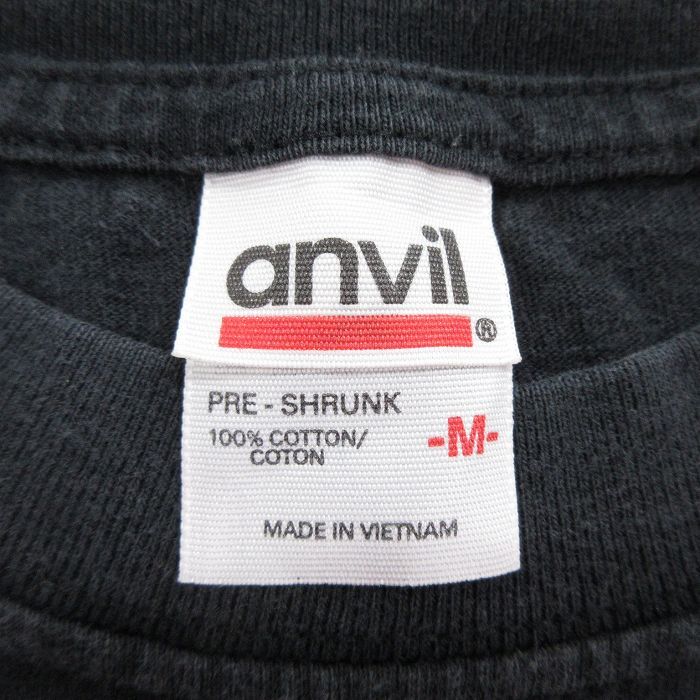 anvil
®
PRE - SHRUNK
100% COTTON/
COTON
-M-
MADE IN VIETNAM